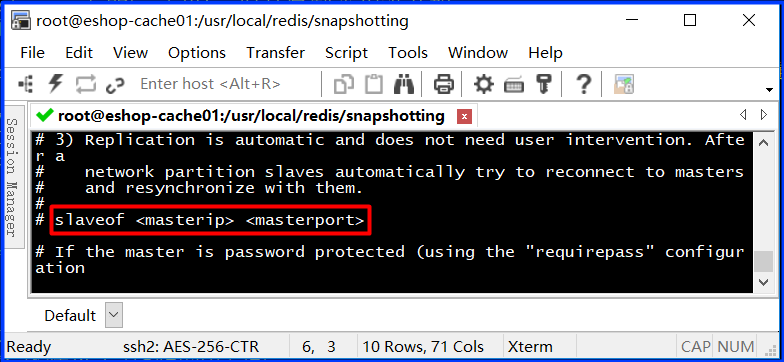 root@eshop-cache01:/usr/local/redis/snapshotting
File Edit View Options Transfer Script Tools Window Help
Enter host <Alt+R>
root@eshop-cache01:/usr/local/redis/snapshotting
Session Manager
# 3) Replication is automatic and does not need user intervention. Afte
r a
#    network partition slaves automatically try to reconnect to masters
#    and resynchronize with them.
#
# slaveof <masterip> <masterport>
# If the master is password protected (using the "requirepass" configur
ation
Default
Ready ssh2: AES-256-CTR 6, 3 10 Rows, 71 Cols Xterm CAP NUM